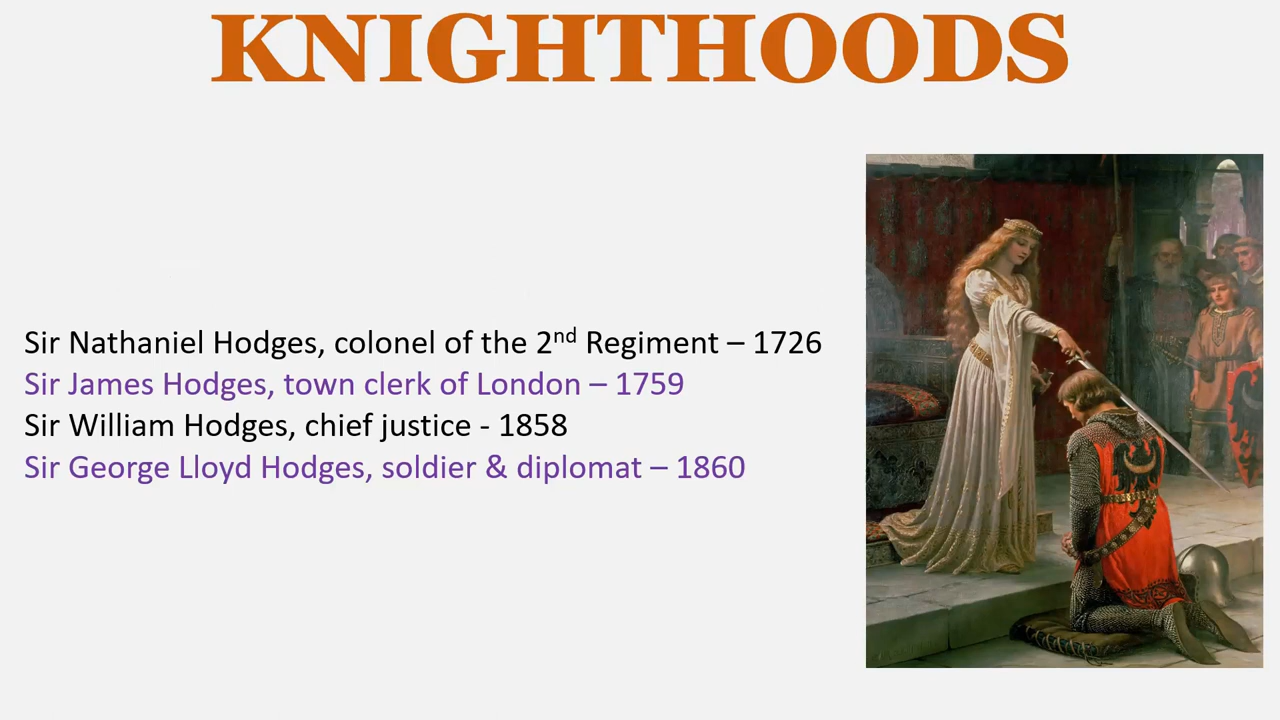 KNIGHTHOODS
Sir Nathaniel Hodges, colonel of the 2nd Regiment – 1726
Sir James Hodges, town clerk of London – 1759
Sir William Hodges, chief justice - 1858
Sir George Lloyd Hodges, soldier & diplomat – 1860